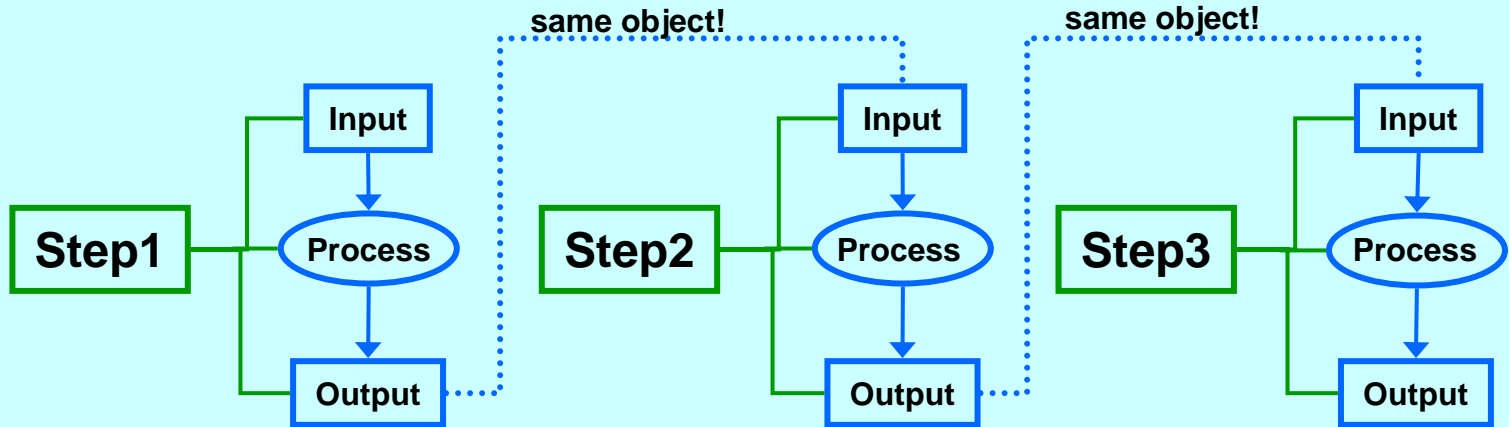 same object!
same object!
Input
Input
Input
Step1
Process
Step2
Process
Step3
Process
Output
Output
Output